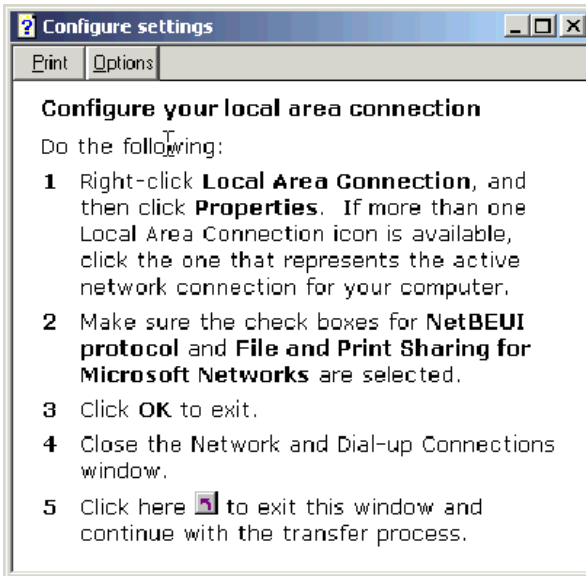 Configure settings
Print Options
Configure your local area connection
Do the following:
1 Right-click Local Area Connection, and
then click Properties. If more than one
Local Area Connection icon is available,
click the one that represents the active
network connection for your computer.
2 Make sure the check boxes for NetBEUI
protocol and File and Print Sharing for
Microsoft Networks are selected.
3 Click OK to exit.
4 Close the Network and Dial-up Connections
window.
5 Click here to exit this window and
continue with the transfer process.